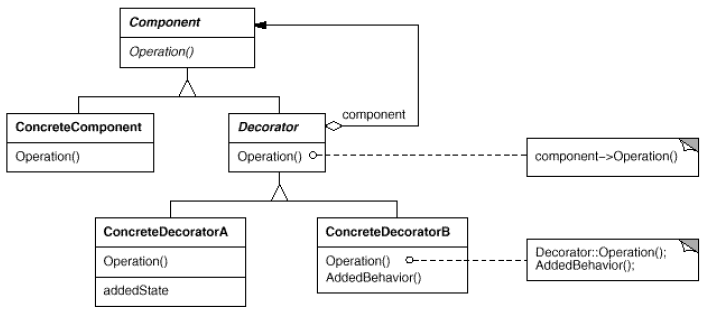 Component
Operation()
component
ConcreteComponent
Operation()
Decorator
Operation()
component->Operation()
ConcreteDecoratorA
Operation()
addedState
ConcreteDecoratorB
Operation()
AddedBehavior()
Decorator::Operation();
AddedBehavior();